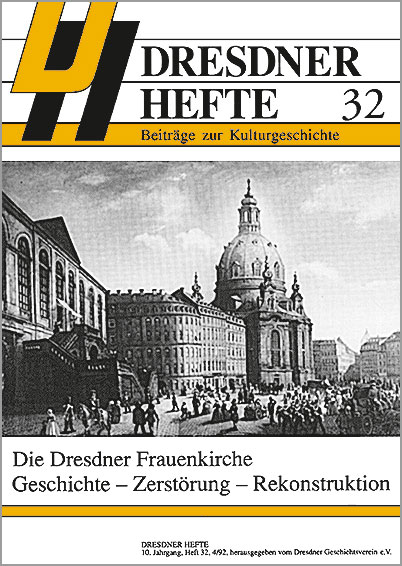 DH
DRESDNER
HEFTE 32
Beiträge zur Kulturgeschichte
Die Dresdner Frauenkirche
Geschichte – Zerstörung – Rekonstruktion
DRESDNER HEFTE
10. Jahrgang, Heft 32, 4/92, herausgegeben vom Dresdner Geschichtsverein e.V.